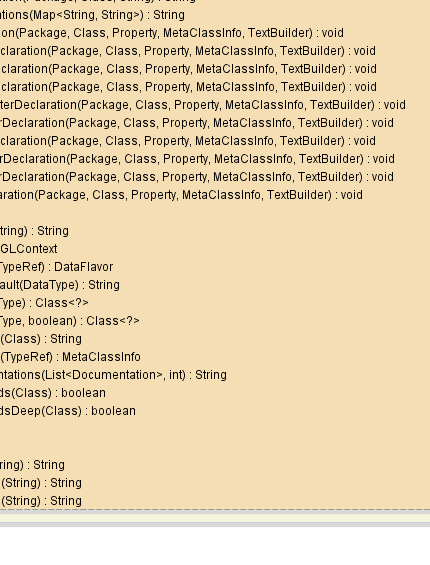 tions(Map<String, String>) : String
on(Package, Class, Property, MetaClassInfo, TextBuilder) : void
claration(Package, Class, Property, MetaClassInfo, TextBuilder) : void
claration(Package, Class, Property, MetaClassInfo, TextBuilder) : void
claration(Package, Class, Property, MetaClassInfo, TextBuilder) : void
terDeclaration(Package, Class, Property, MetaClassInfo, TextBuilder) : void
rDeclaration(Package, Class, Property, MetaClassInfo, TextBuilder) : void
claration(Package, Class, Property, MetaClassInfo, TextBuilder) : void
rDeclaration(Package, Class, Property, MetaClassInfo, TextBuilder) : void
rDeclaration(Package, Class, Property, MetaClassInfo, TextBuilder) : void
aration(Package, Class, Property, MetaClassInfo, TextBuilder) : void
tring) : String
GLContext
TypeRef) : DataFlavor
ault(DataType) : String
Type) : Class<?>
Type, boolean) : Class<?>
(Class) : String
(TypeRef) : MetaClassInfo
ntations(List<Documentation>, int) : String
ds(Class) : boolean
dsDeep(Class) : boolean
ring) : String
(String) : String
(String) : String